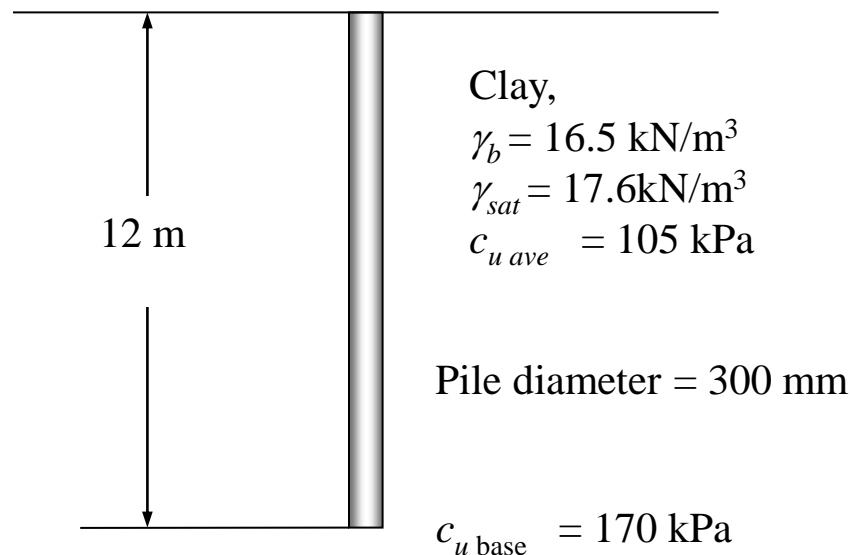 Clay,
γb = 16.5 kN/m³
γsat = 17.6kN/m³
12 m
cu ave = 105 kPa
Pile diameter = 300 mm
cu base = 170 kPa